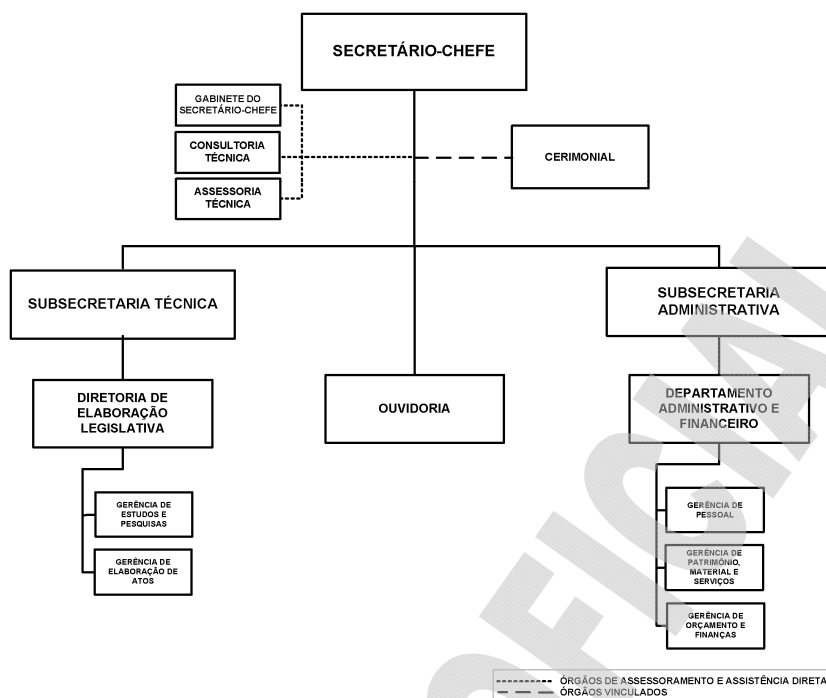 SECRETÁRIO-CHEFE
GABINETE DO
SECRETÁRIO-CHEFE
CONSULTORIA
TÉCNICA
ASSESSORIA
TÉCNICA
CERIMONIAL
SUBSECRETARIA TÉCNICA
SUBSECRETARIA
ADMINISTRATIVA
DIRETORIA DE
ELABORAÇÃO
LEGISLATIVA
OUVIDORIA
DEPARTAMENTO
ADMINISTRATIVO E
FINANCEIRO
GERÊNCIA DE
ESTUDOS E
PESQUISAS
GERÊNCIA DE
ELABORAÇÃO DE
ATOS
GERÊNCIA DE
PESSOAL
GERÊNCIA DE
PATRIMÔNIO,
MATERIAL E
SERVIÇOS
GERÊNCIA DE
ORÇAMENTO E
FINANÇAS
ÓRGÃOS DE ASSESSORAMENTO E ASSISTÊNCIA DIRETA
ÓRGÃOS VINCULADOS
OFICIAL